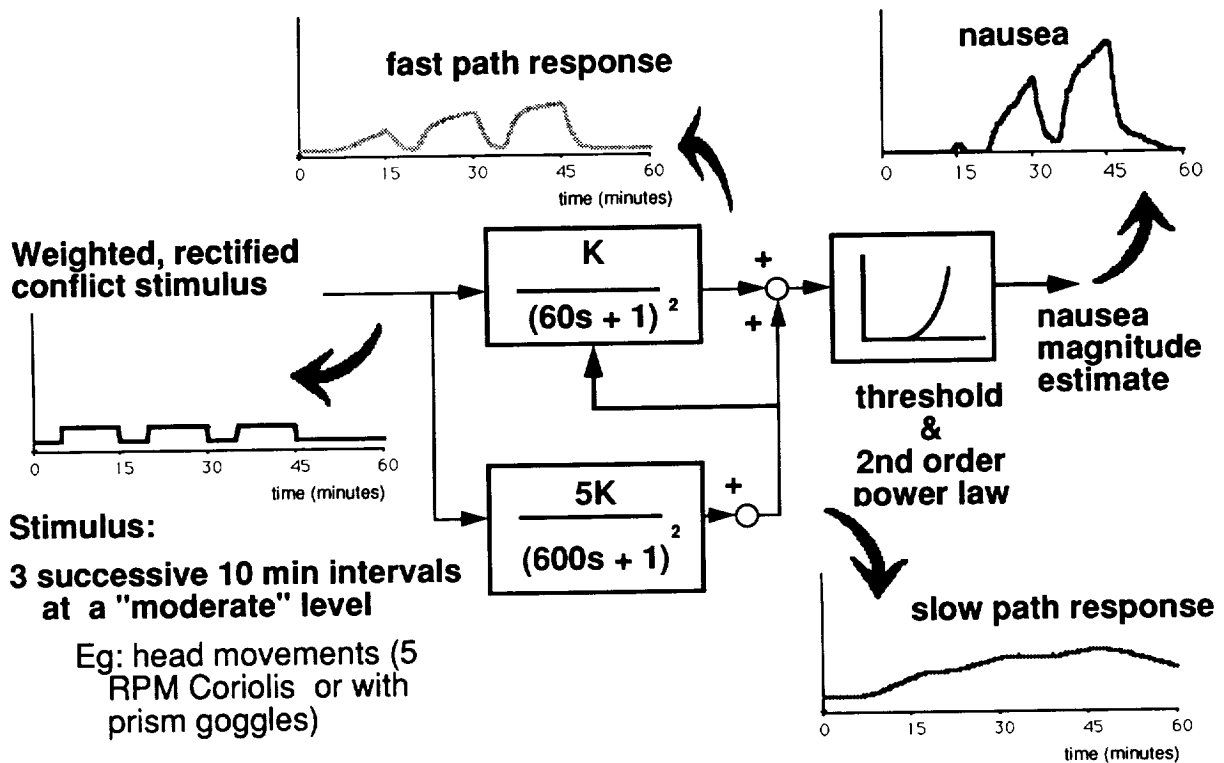 fast path response
0 15 30 45 60
time (minutes)
nausea
0 15 30 45 60
Weighted, rectified
conflict stimulus
0 15 30 45 60
time (minutes)
K
(60s + 1) 2
+
+
5K
(600s + 1) 2
+
threshold
&
2nd order
power law
nausea
magnitude
estimate
Stimulus:
3 successive 10 min intervals
at a "moderate" level
Eg: head movements (5
RPM Coriolis or with
prism goggles)
slow path response
0 15 30 45 60
time (minutes)